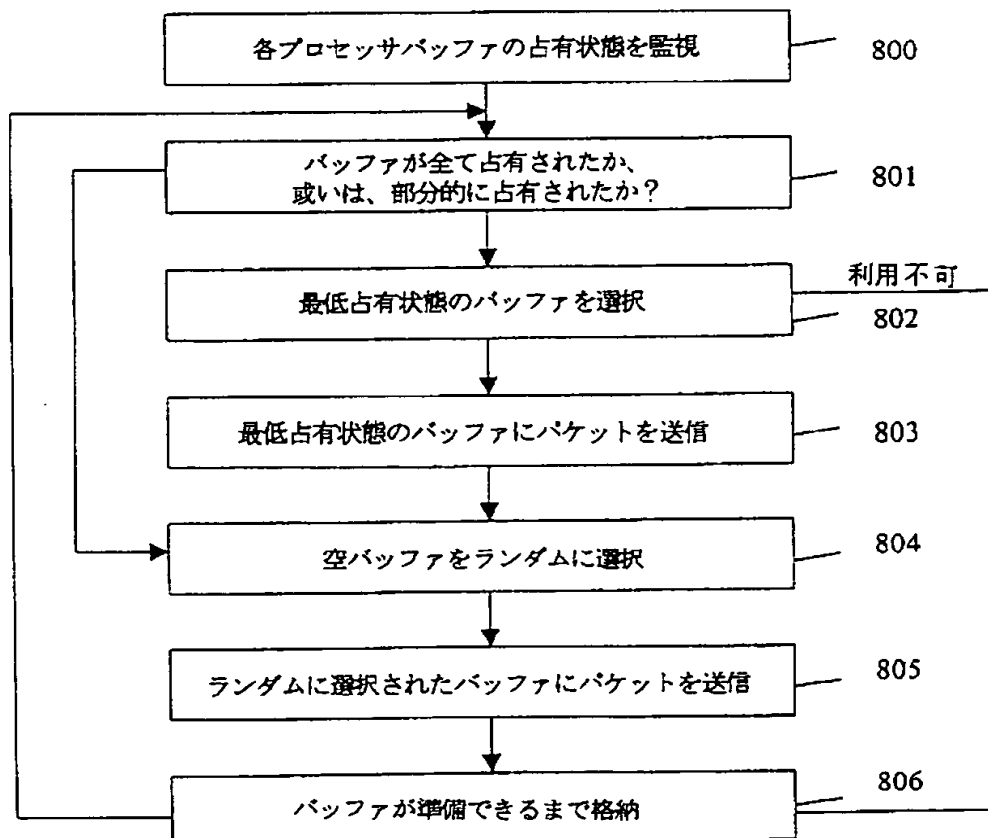 各プロセッサバッファの占有状態を監視
800
バッファが全て占有されたか、
或いは、部分的に占有されたか?
801
利用不可
最低占有状態のバッファを選択
802
最低占有状態のバッファにパケットを送信
803
空バッファをランダムに選択
804
ランダムに選択されたバッファにパケットを送信
805
バッファが準備できるまで格納
806